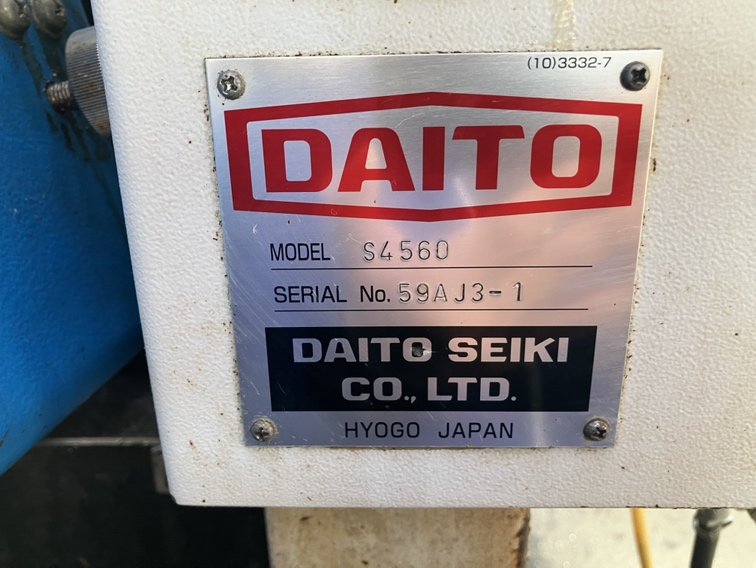 (10)3332-7
DAITO
MODEL S4560
SERIAL No. 59AJ3-1
DAITO SEIKI
CO., LTD.
HYOGO JAPAN